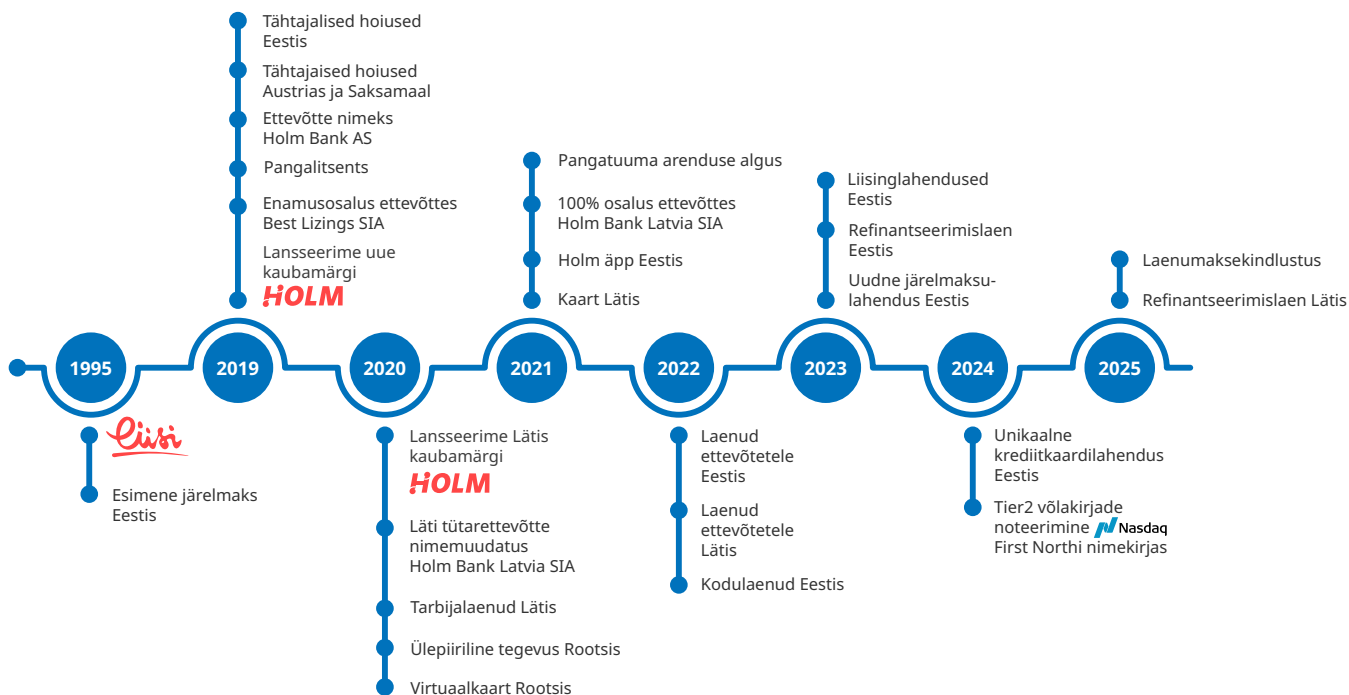 Tähtajalised hoiused
Eestis
Tähtajaised hoiused
Austrias ja Saksamaal
Ettevõtte nimeks
Holm Bank AS
Pangalitsents
Enamusosalus ettevõttes
Best Lizings SIA
Lansseerime uue
kaubamärgi
HOLM
Pangatuuma arenduse algus
100% osalus ettevõttes
Holm Bank Latvia SIA
Holm äpp Eestis
Kaart Lätis
Liisinglahendused
Eestis
Refinantseerimislaen
Eestis
Uudne järelmaksu-
lahendus Eestis
Laenumaksekindlustus
Refinantseerimislaen Lätis
1995
2019
2020
2021
2022
2023
2024
2025
Liisi
Esimene järelmaks
Eestis
Lansseerime Lätis
kaubamärgi
HOLM
Läti tütarettevõtte
nimemuudatus
Holm Bank Latvia SIA
Tarbijalaenud Lätis
Ülepiiriline tegevus Rootsis
Virtuaalkaart Rootsis
Laenud
ettevõtetele
Eestis
Laenud
ettevõtetele
Lätis
Kodulaenud Eestis
Unikaalne
krediitkaardilahendus
Eestis
Tier2 võlakirjade
noteerimine Nasdaq
First Northi nimekirjas